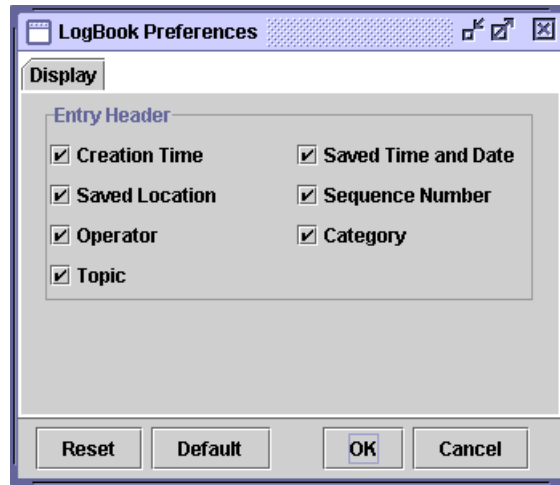 LogBook Preferences
Display
Entry Header
Creation Time Saved Time and Date
Saved Location Sequence Number
Operator Category
Topic
Reset Default OK Cancel